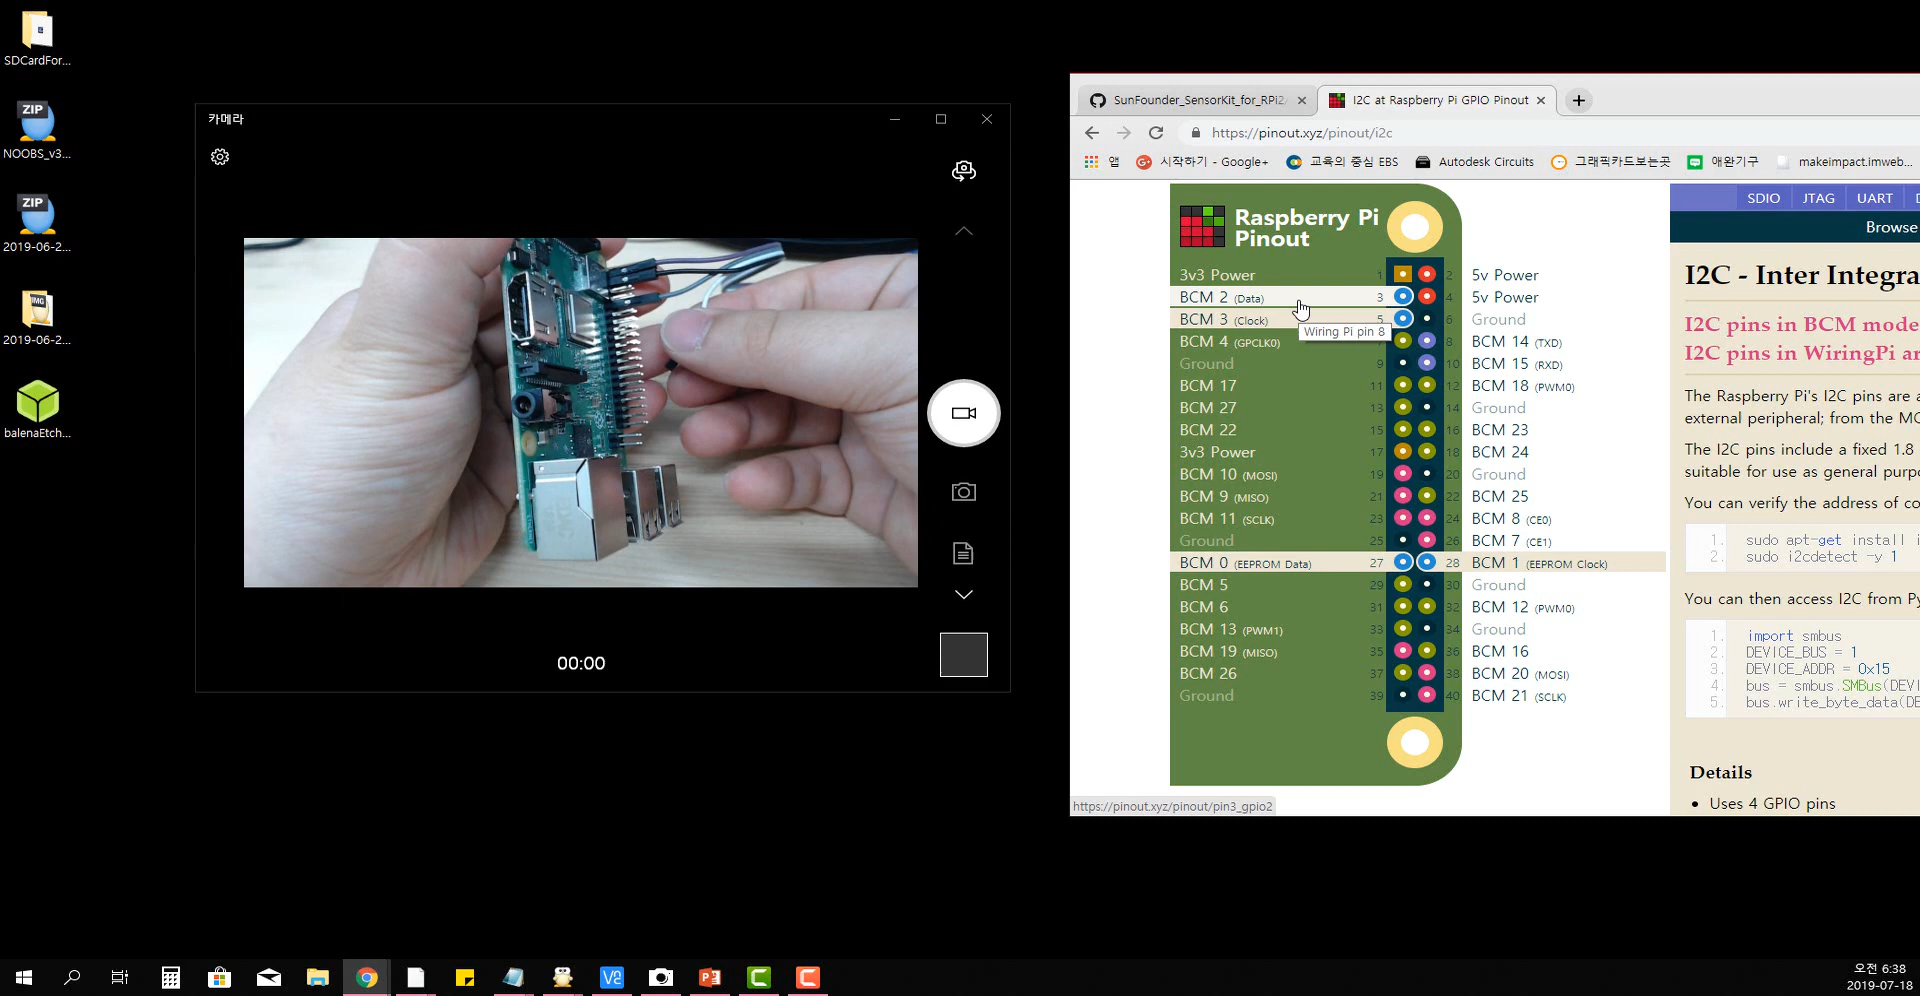 SDCardFor...
ZIP
NOOBS_v3...
ZIP
2019-06-2...
IMG
2019-06-2...
balenaEtch...
카메라
00:00
SunFounder_SensorKit_for_RPi2
I2C at Raspberry Pi GPIO Pinout
https://pinout.xyz/pinout/i2c
앱
시작하기 - Google+
교육의 중심 EBS
Autodesk Circuits
그래픽카드보는곳
애완기구
makeimpact.imweb...
Raspberry Pi
Pinout
3v3 Power 1 2 5v Power
BCM 2 (Data) 3 4 5v Power
BCM 3 (Clock) 5 6 Ground
Wiring Pi pin 8
BCM 4 (GPCLK0) 8 BCM 14 (TXD)
Ground 9 10 BCM 15 (RXD)
BCM 17 11 12 BCM 18 (PWM0)
BCM 27 13 14 Ground
BCM 22 15 16 BCM 23
3v3 Power 17 18 BCM 24
BCM 10 (MOSI) 19 20 Ground
BCM 9 (MISO) 21 22 BCM 25
BCM 11 (SCLK) 23 24 BCM 8 (CE0)
Ground 25 26 BCM 7 (CE1)
BCM 0 (EEPROM Data) 27 28 BCM 1 (EEPROM Clock)
BCM 5 29 30 Ground
BCM 6 31 32 BCM 12 (PWM0)
BCM 13 (PWM1) 33 34 Ground
BCM 19 (MISO) 35 36 BCM 16
BCM 26 37 38 BCM 20 (MOSI)
Ground 39 40 BCM 21 (SCLK)
https://pinout.xyz/pinout/pin3_gpio2
SDIO JTAG UART
Browse
I2C - Inter Integra
I2C pins in BCM mode
I2C pins in WiringPi ar
The Raspberry Pi's I2C pins are a
external peripheral; from the MC
The I2C pins include a fixed 1.8
suitable for use as general purpo
You can verify the address of co
1. sudo apt-get install i
2. sudo i2cdetect -y 1
You can then access I2C from Py
1. import smbus
2. DEVICE_BUS = 1
3. DEVICE_ADDR = 0x15
4. bus = smbus.SMBus(DEVI
5. bus.write_byte_data(DE
Details
• Uses 4 GPIO pins
오전 6:38
2019-07-18